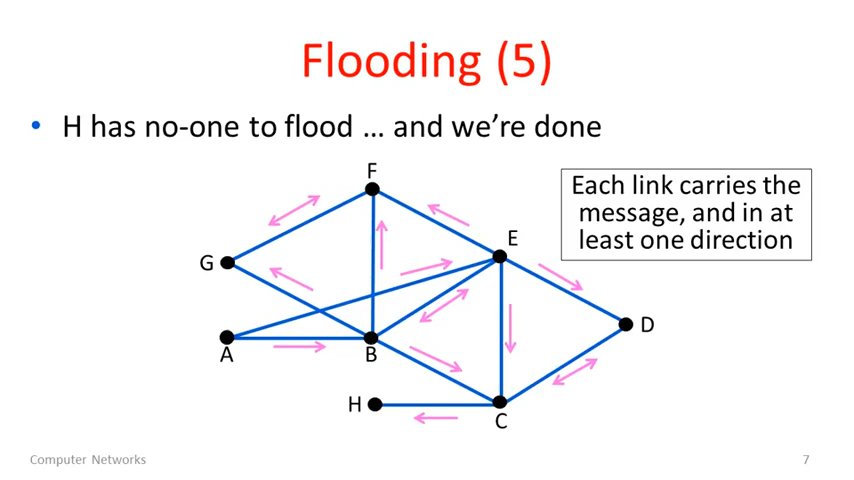 Flooding (5)
• H has no-one to flood … and we’re done
Each link carries the
message, and in at
least one direction
F
E
G
D
A
B
H
C
Computer Networks
7